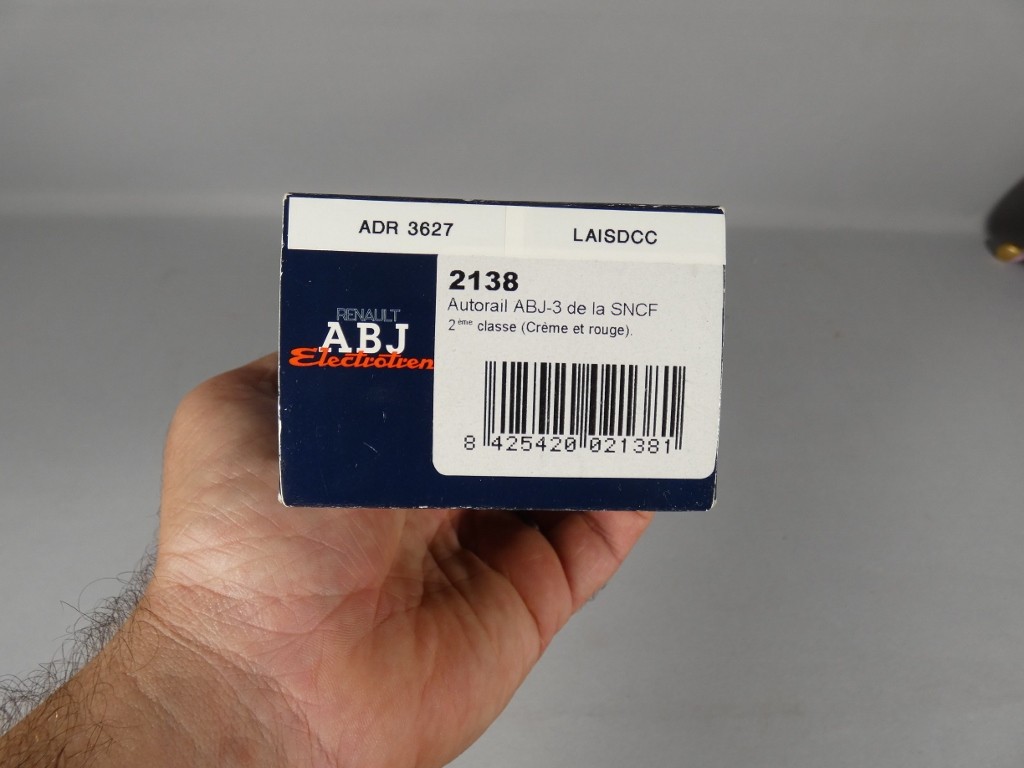 ADR 3627
LAISDCC
RENAULT
ABJ
Electrotren
2138
Autorail ABJ-3 de la SNCF
2ème classe (Crème et rouge).
8 425420 021381